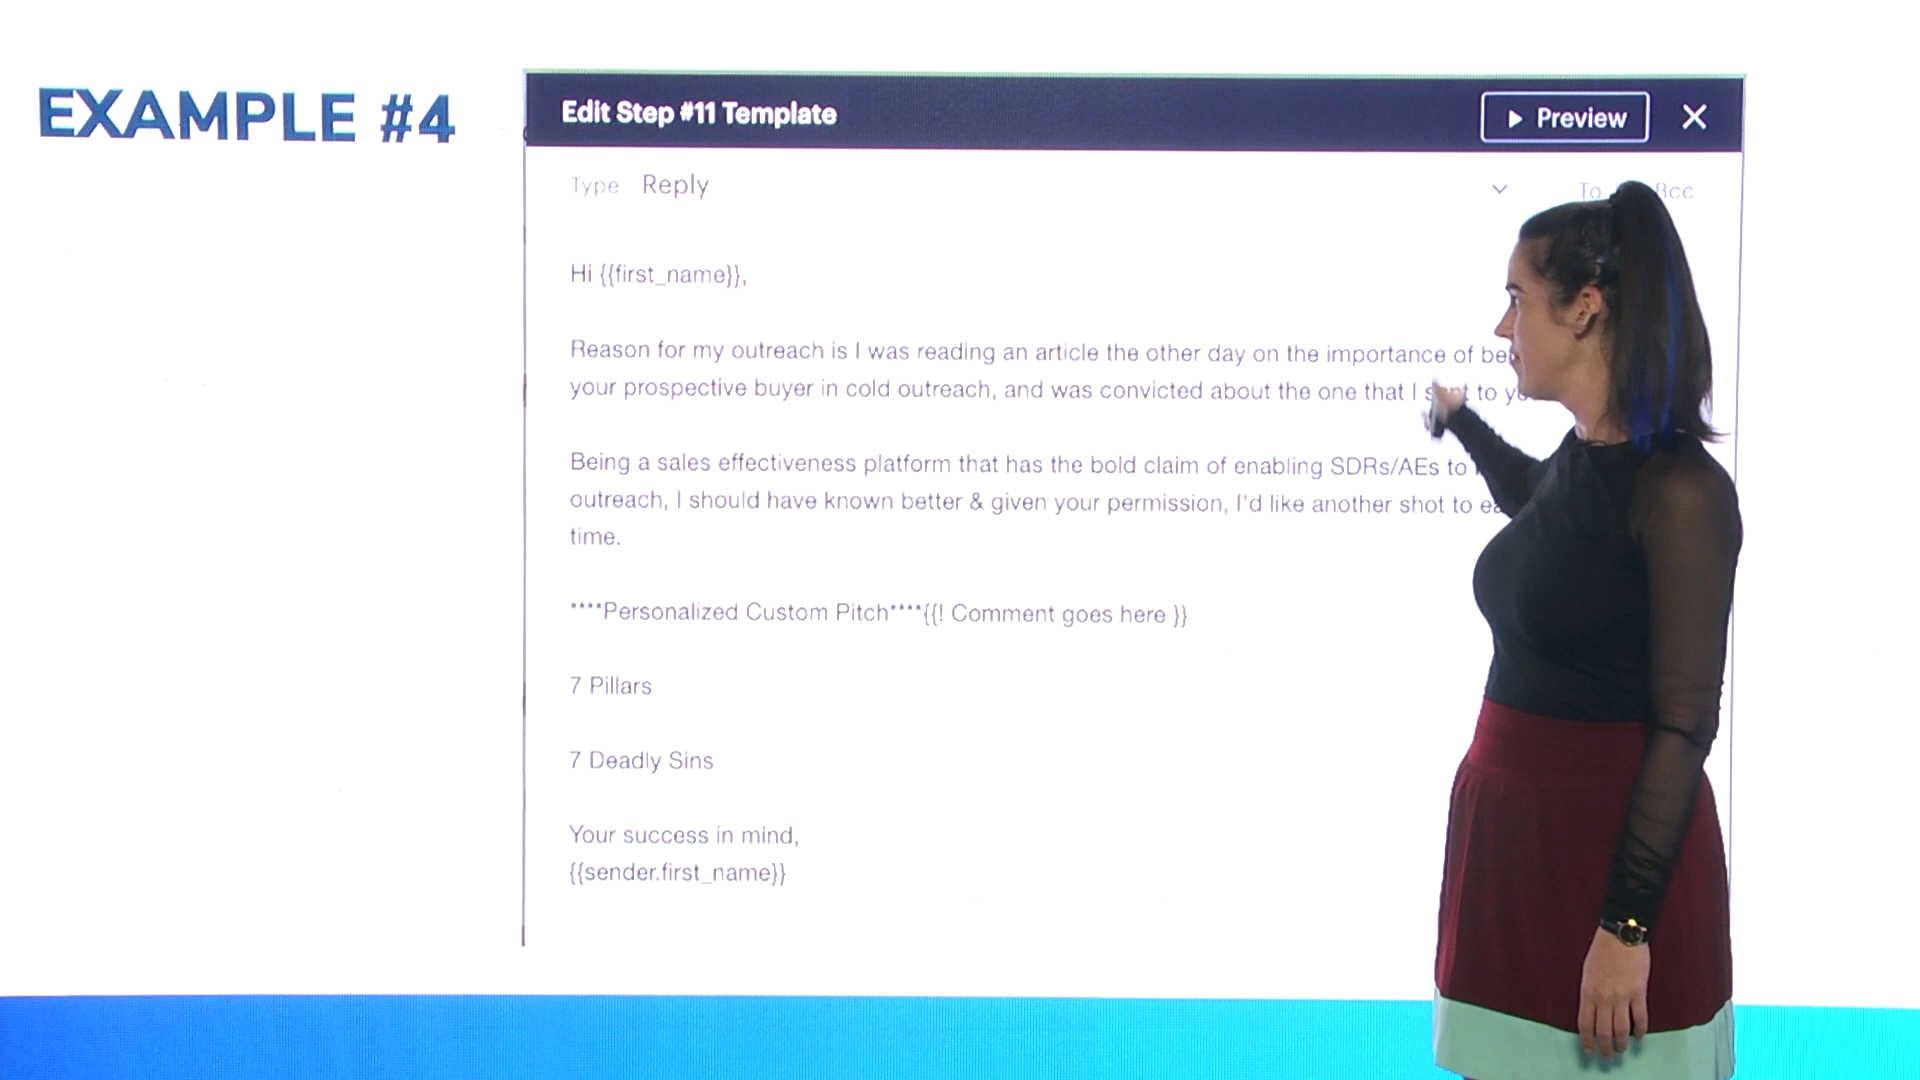 EXAMPLE #4
Edit Step #11 Template
Preview
Type Reply
To Bcc
Hi {{first_name}},
Reason for my outreach is I was reading an article the other day on the importance of
your prospective buyer in cold outreach, and was convicted about the one that I sent to
Being a sales effectiveness platform that has the bold claim of enabling SDRs/AEs to
outreach, I should have known better & given your permission, I'd like another shot to
time.
****Personalized Custom Pitch****{{! Comment goes here }}
7 Pillars
7 Deadly Sins
Your success in mind,
{{sender.first_name}}